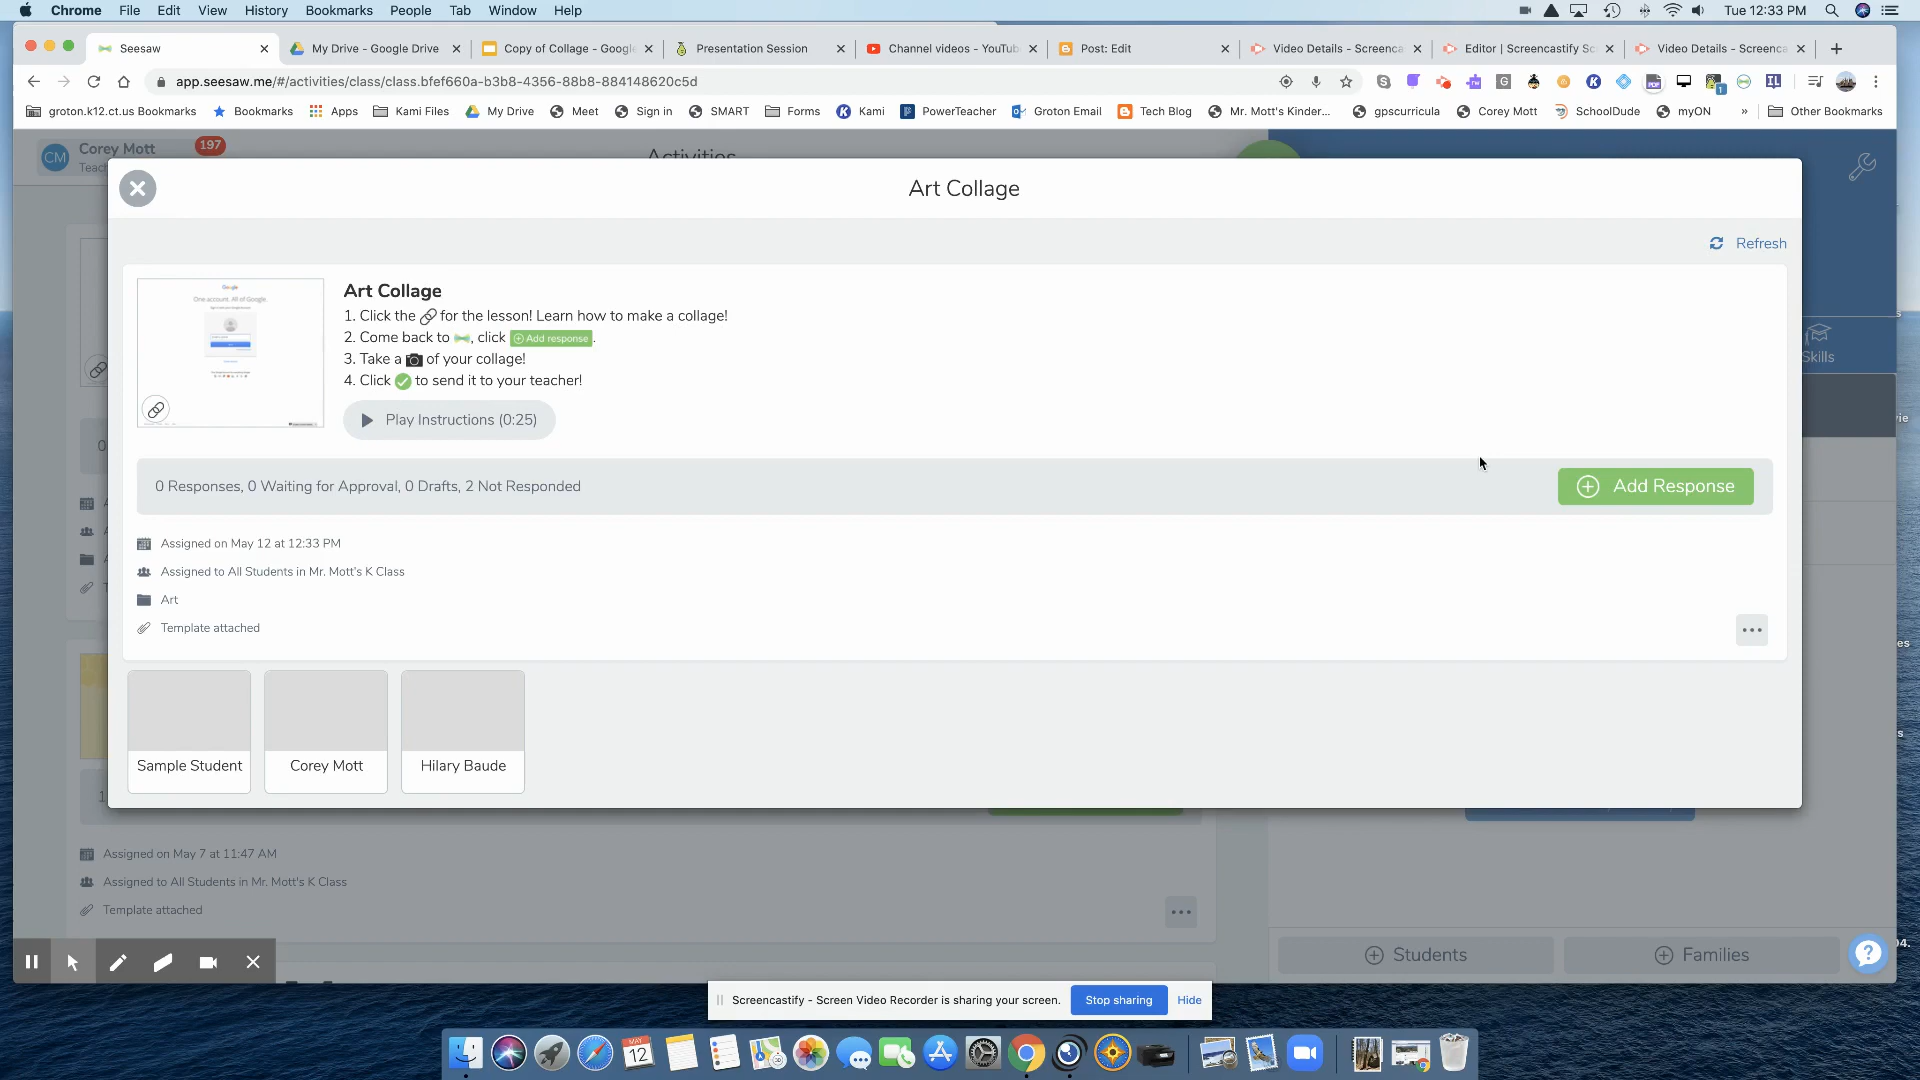 Chrome File Edit View History Bookmarks People Tab Window Help Tue 12:33 PM
Seesaw My Drive - Google Drive Copy of Collage - Google Presentation Session Channel videos - YouTub Post: Edit Video Details - Screenca Editor | Screencastify Sc Video Details - Screenca
app.seesaw.me/#/activities/class/class.bfef660a-b3b8-4356-88b8-884148620c5d
groton.k12.ct.us Bookmarks Bookmarks Apps Kami Files My Drive Meet Sign in SMART Forms Kami PowerTeacher Groton Email Tech Blog Mr. Mott's Kinder... gpscurricula Corey Mott SchoolDude myON » Other Bookmarks
CM Corey Mott 197
Teach
Activities
Art Collage
Refresh
Google
One account. All of Google.
Art Collage
1. Click the for the lesson! Learn how to make a collage!
2. Come back to , click Add response .
3. Take a of your collage!
4. Click to send it to your teacher!
Play Instructions (0:25)
Skills
0 Responses, 0 Waiting for Approval, 0 Drafts, 2 Not Responded
Add Response
Assigned on May 12 at 12:33 PM
Assigned to All Students in Mr. Mott's K Class
Art
Template attached
Sample Student Corey Mott Hilary Baude
Assigned on May 7 at 11:47 AM
Assigned to All Students in Mr. Mott's K Class
Template attached
Students Families
Screencastify - Screen Video Recorder is sharing your screen. Stop sharing Hide
MAY
12